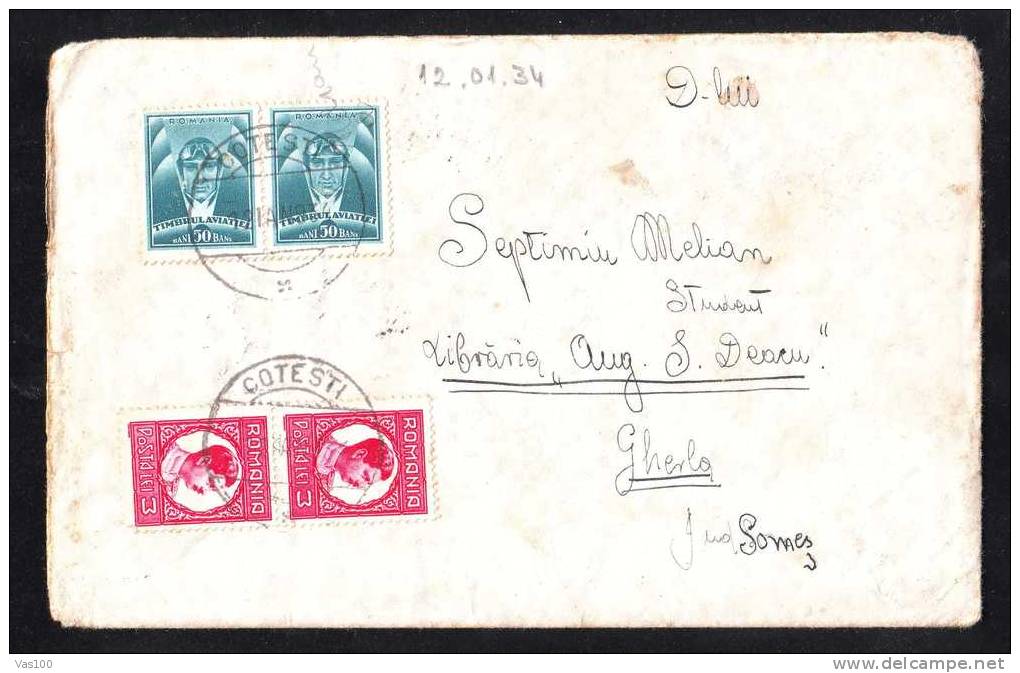 12.01.34
D-lui
ROMANIA
ROMANIA
COTESTI
TIMBRUL AVIATIEI
TIMBRUL AVIATIEI
BANI 50 BANI
BANI 50 BANI
Septimiu Melian
Student
Librăria „Aug. S. Deacu"
Gherla
Jud Someș
COTESTI
ROMANIA
POSTA LEI 3
ROMANIA
POSTA LEI 3
Vas100
www.delcampe.net